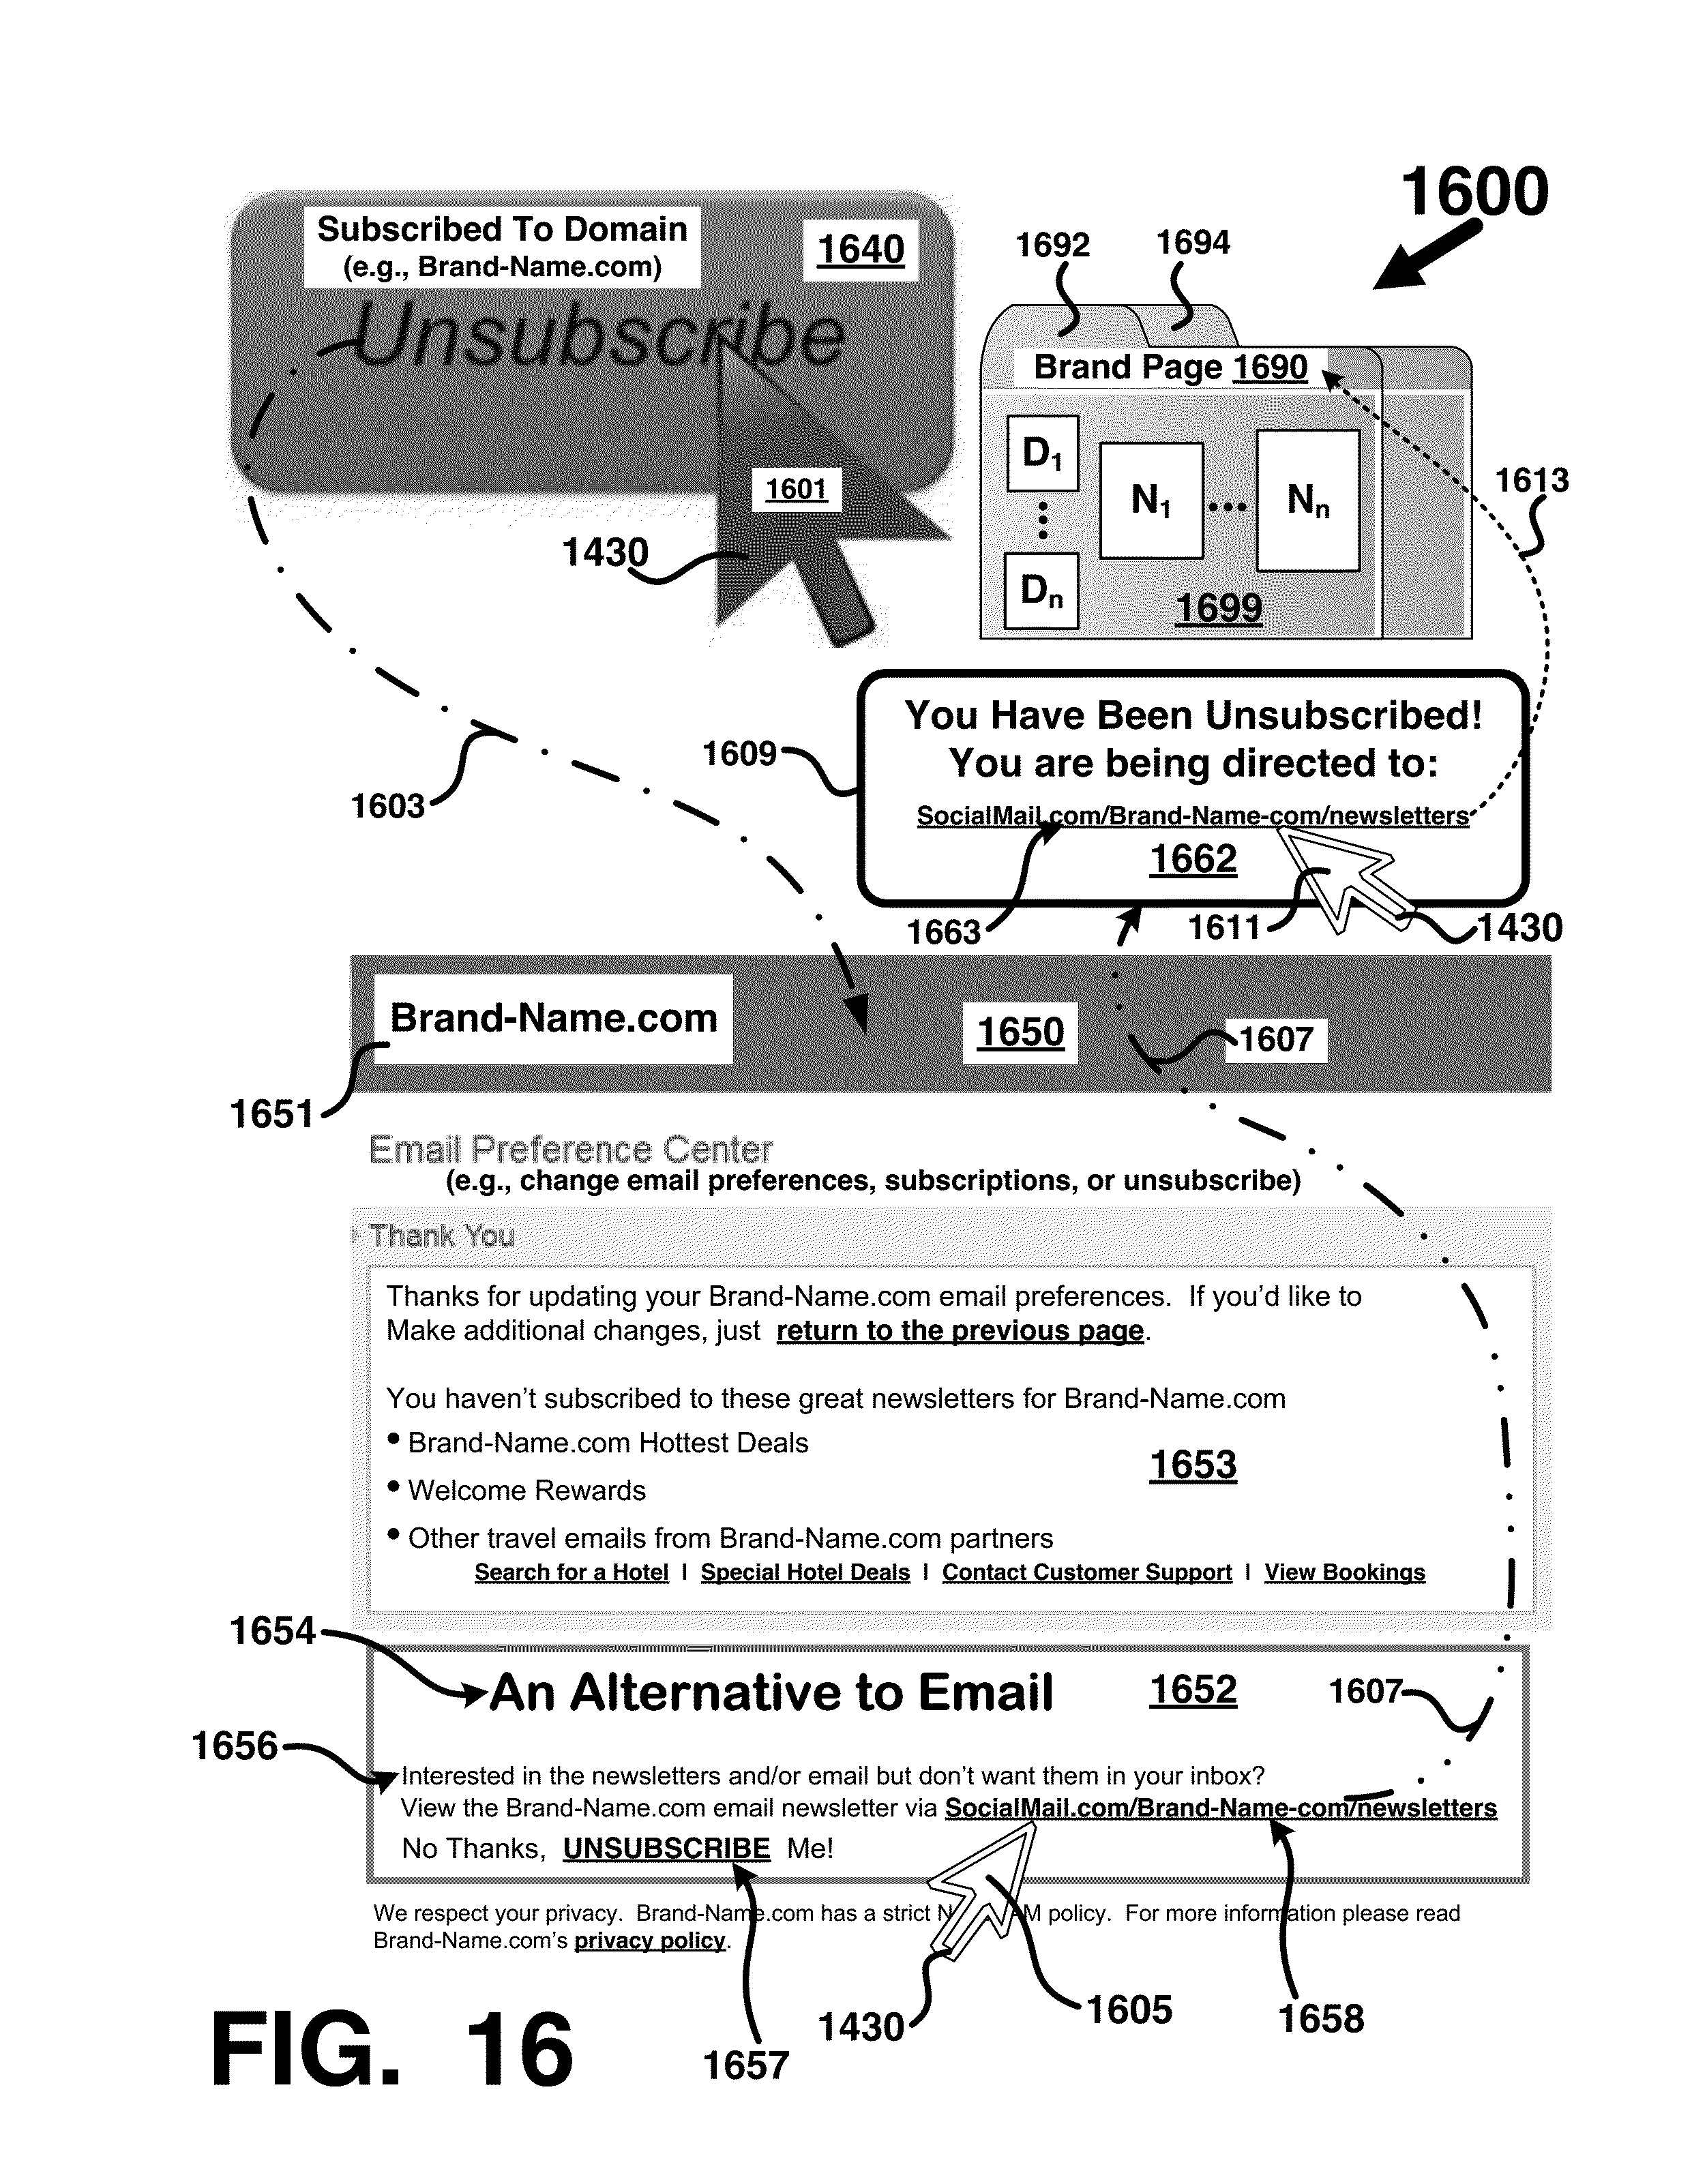 1600
Subscribed To Domain
(e.g., Brand-Name.com)
1640
Unsubscribe
1601
1430
1692
1694
Brand Page 1690
D1
N1
Nn
Dn
1699
1613
1603
1609
You Have Been Unsubscribed!
You are being directed to:
SocialMail.com/Brand-Name-com/newsletters
1662
1663
1611
1430
Brand-Name.com
1650
1607
1651
Email Preference Center
(e.g., change email preferences, subscriptions, or unsubscribe)
Thank You
Thanks for updating your Brand-Name.com email preferences. If you'd like to
Make additional changes, just return to the previous page.
You haven't subscribed to these great newsletters for Brand-Name.com
• Brand-Name.com Hottest Deals
1653
• Welcome Rewards
• Other travel emails from Brand-Name.com partners
Search for a Hotel | Special Hotel Deals | Contact Customer Support | View Bookings
1654
An Alternative to Email
1652
1607
1656
Interested in the newsletters and/or email but don't want them in your inbox?
View the Brand-Name.com email newsletter via SocialMail.com/Brand-Name-com/newsletters
No Thanks, UNSUBSCRIBE Me!
We respect your privacy. Brand-Name.com has a strict policy. For more information please read
Brand-Name.com's privacy policy.
1430
1605
1658
1657
FIG. 16